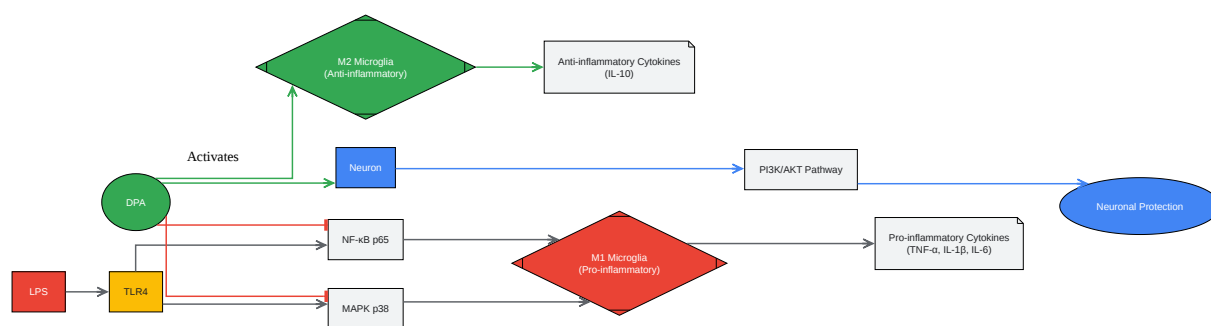 M2 Microglia
(Anti-inflammatory)
Anti-inflammatory Cytokines
(IL-10)
Activates
Neuron
PI3K/AKT Pathway
DPA
Neuronal Protection
NF-κB p65
M1 Microglia
(Pro-inflammatory)
Pro-inflammatory Cytokines
(TNF-α, IL-1β, IL-6)
LPS
TLR4
MAPK p38